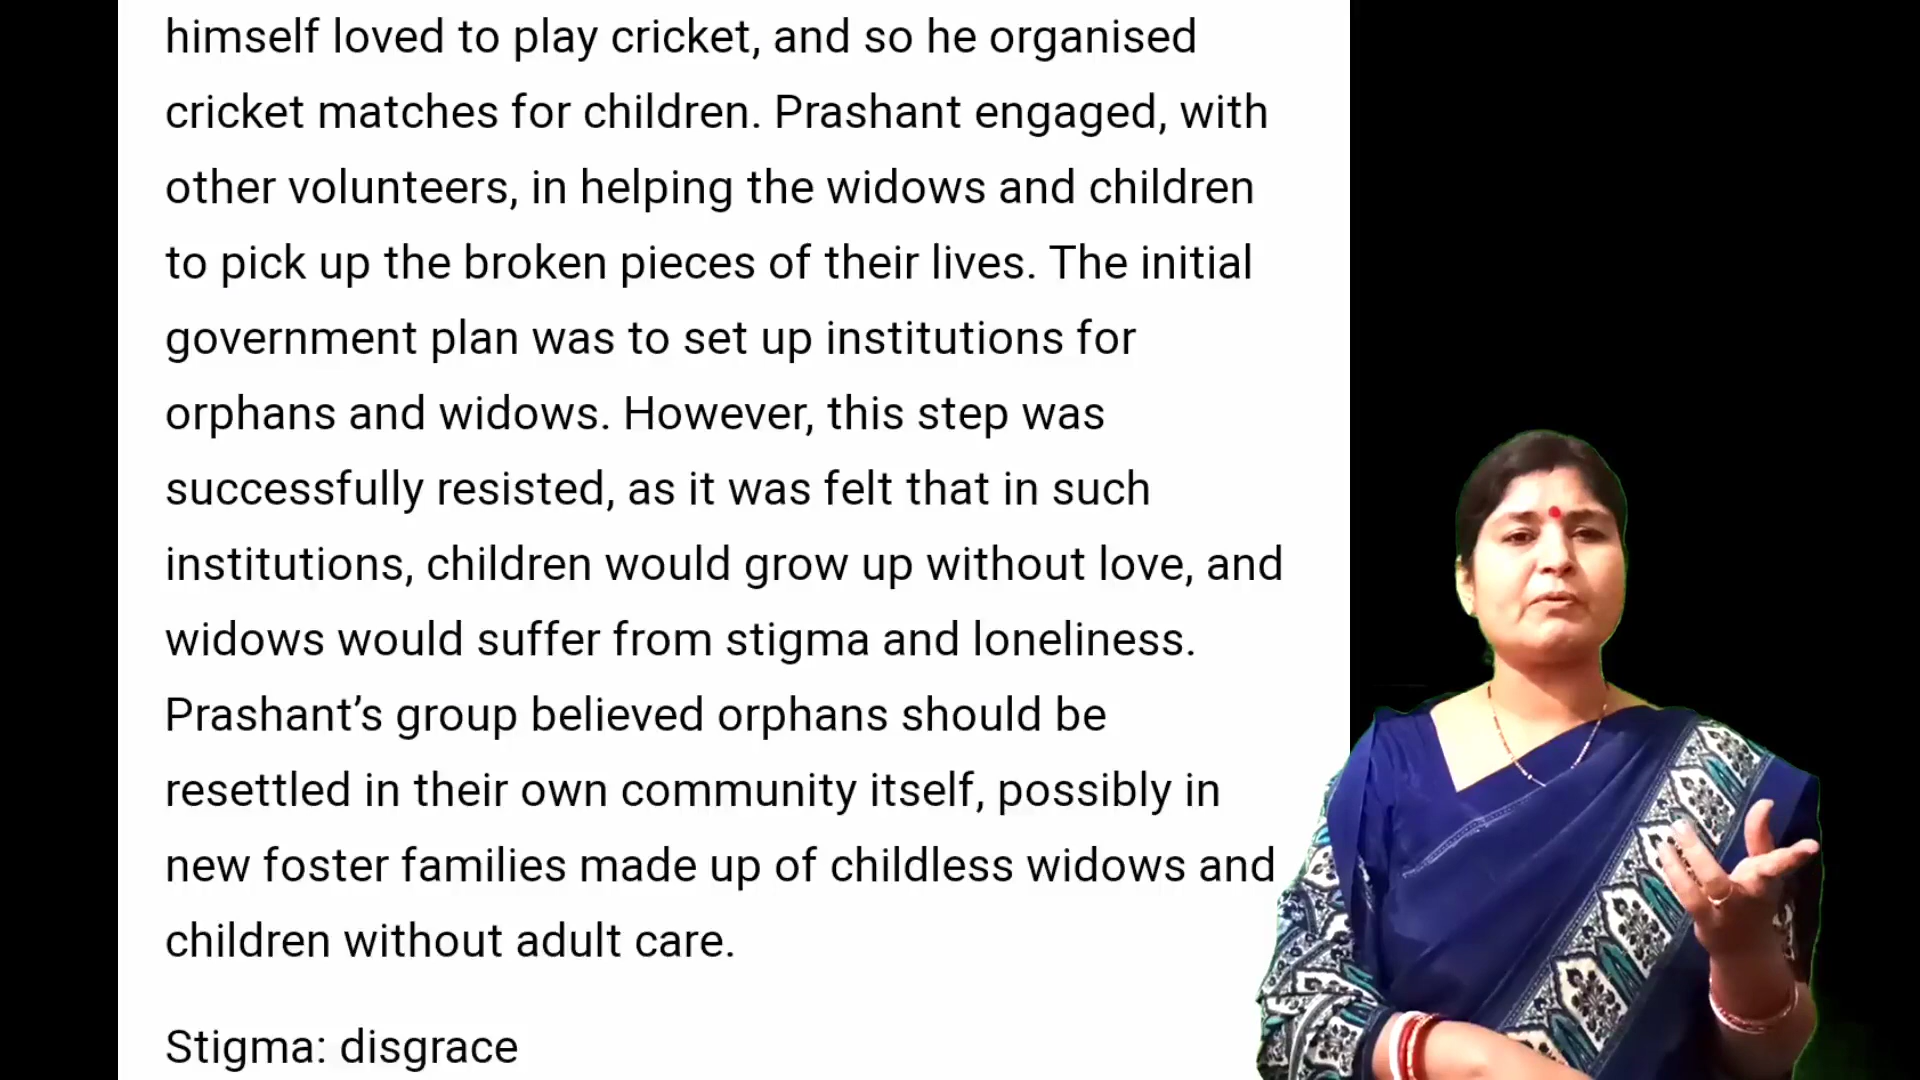 himself loved to play cricket, and so he organised
cricket matches for children. Prashant engaged, with
other volunteers, in helping the widows and children
to pick up the broken pieces of their lives. The initial
government plan was to set up institutions for
orphans and widows. However, this step was
successfully resisted, as it was felt that in such
institutions, children would grow up without love, and
widows would suffer from stigma and loneliness.
Prashant’s group believed orphans should be
resettled in their own community itself, possibly in
new foster families made up of childless widows and
children without adult care.
Stigma: disgrace